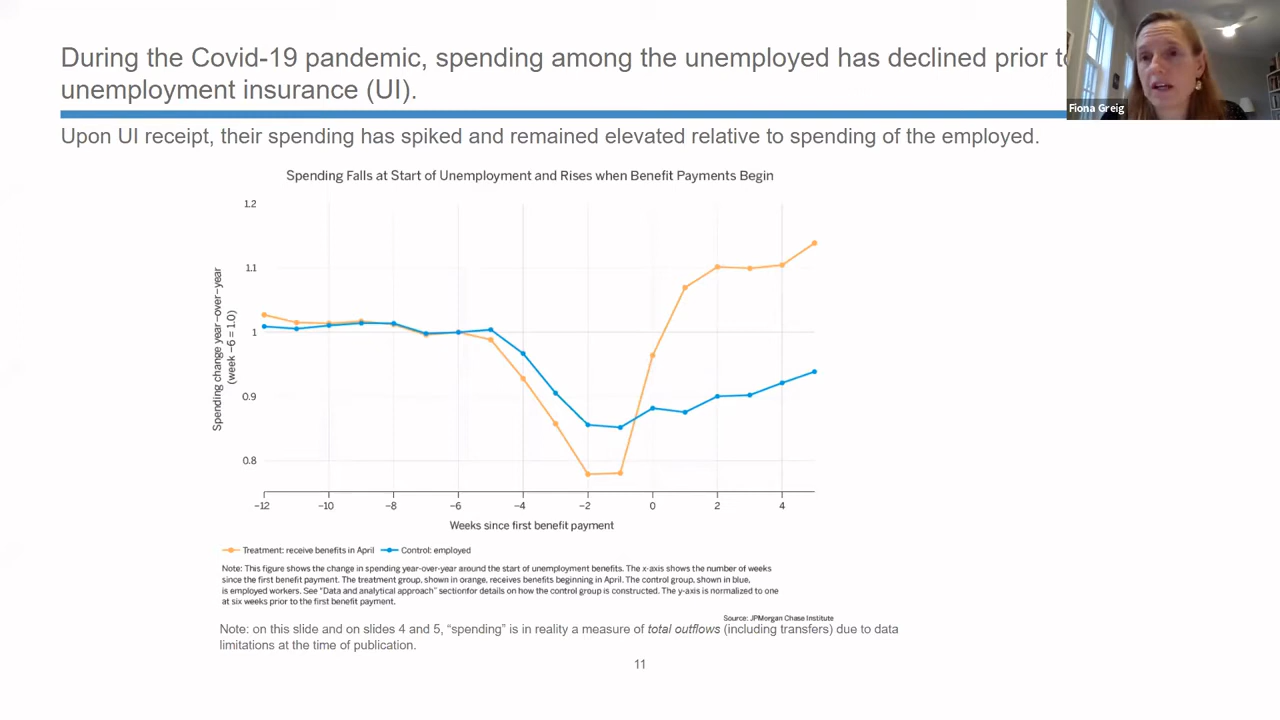 During the Covid-19 pandemic, spending among the unemployed has declined prior to
unemployment insurance (UI).
Fiona Greig
Upon UI receipt, their spending has spiked and remained elevated relative to spending of the employed.
Spending Falls at Start of Unemployment and Rises when Benefit Payments Begin
Spending change year-over-year
(week -6 = 1.0)
1.2
1.1
1
0.9
0.8
-12 -10 -8 -6 -4 -2 0 2 4
Weeks since first benefit payment
Treatment: receive benefits in April Control: employed
Note: This figure shows the change in spending year-over-year around the start of unemployment benefits. The x-axis shows the number of weeks
since the first benefit payment. The treatment group, shown in orange, receives benefits beginning in April. The control group, shown in blue,
is employed workers. See "Data and analytical approach" sectionfor details on how the control group is constructed. The y-axis is normalized to one
at six weeks prior to the first benefit payment.
Source: JPMorgan Chase Institute
Note: on this slide and on slides 4 and 5, "spending" is in reality a measure of total outflows (including transfers) due to data
limitations at the time of publication.
11